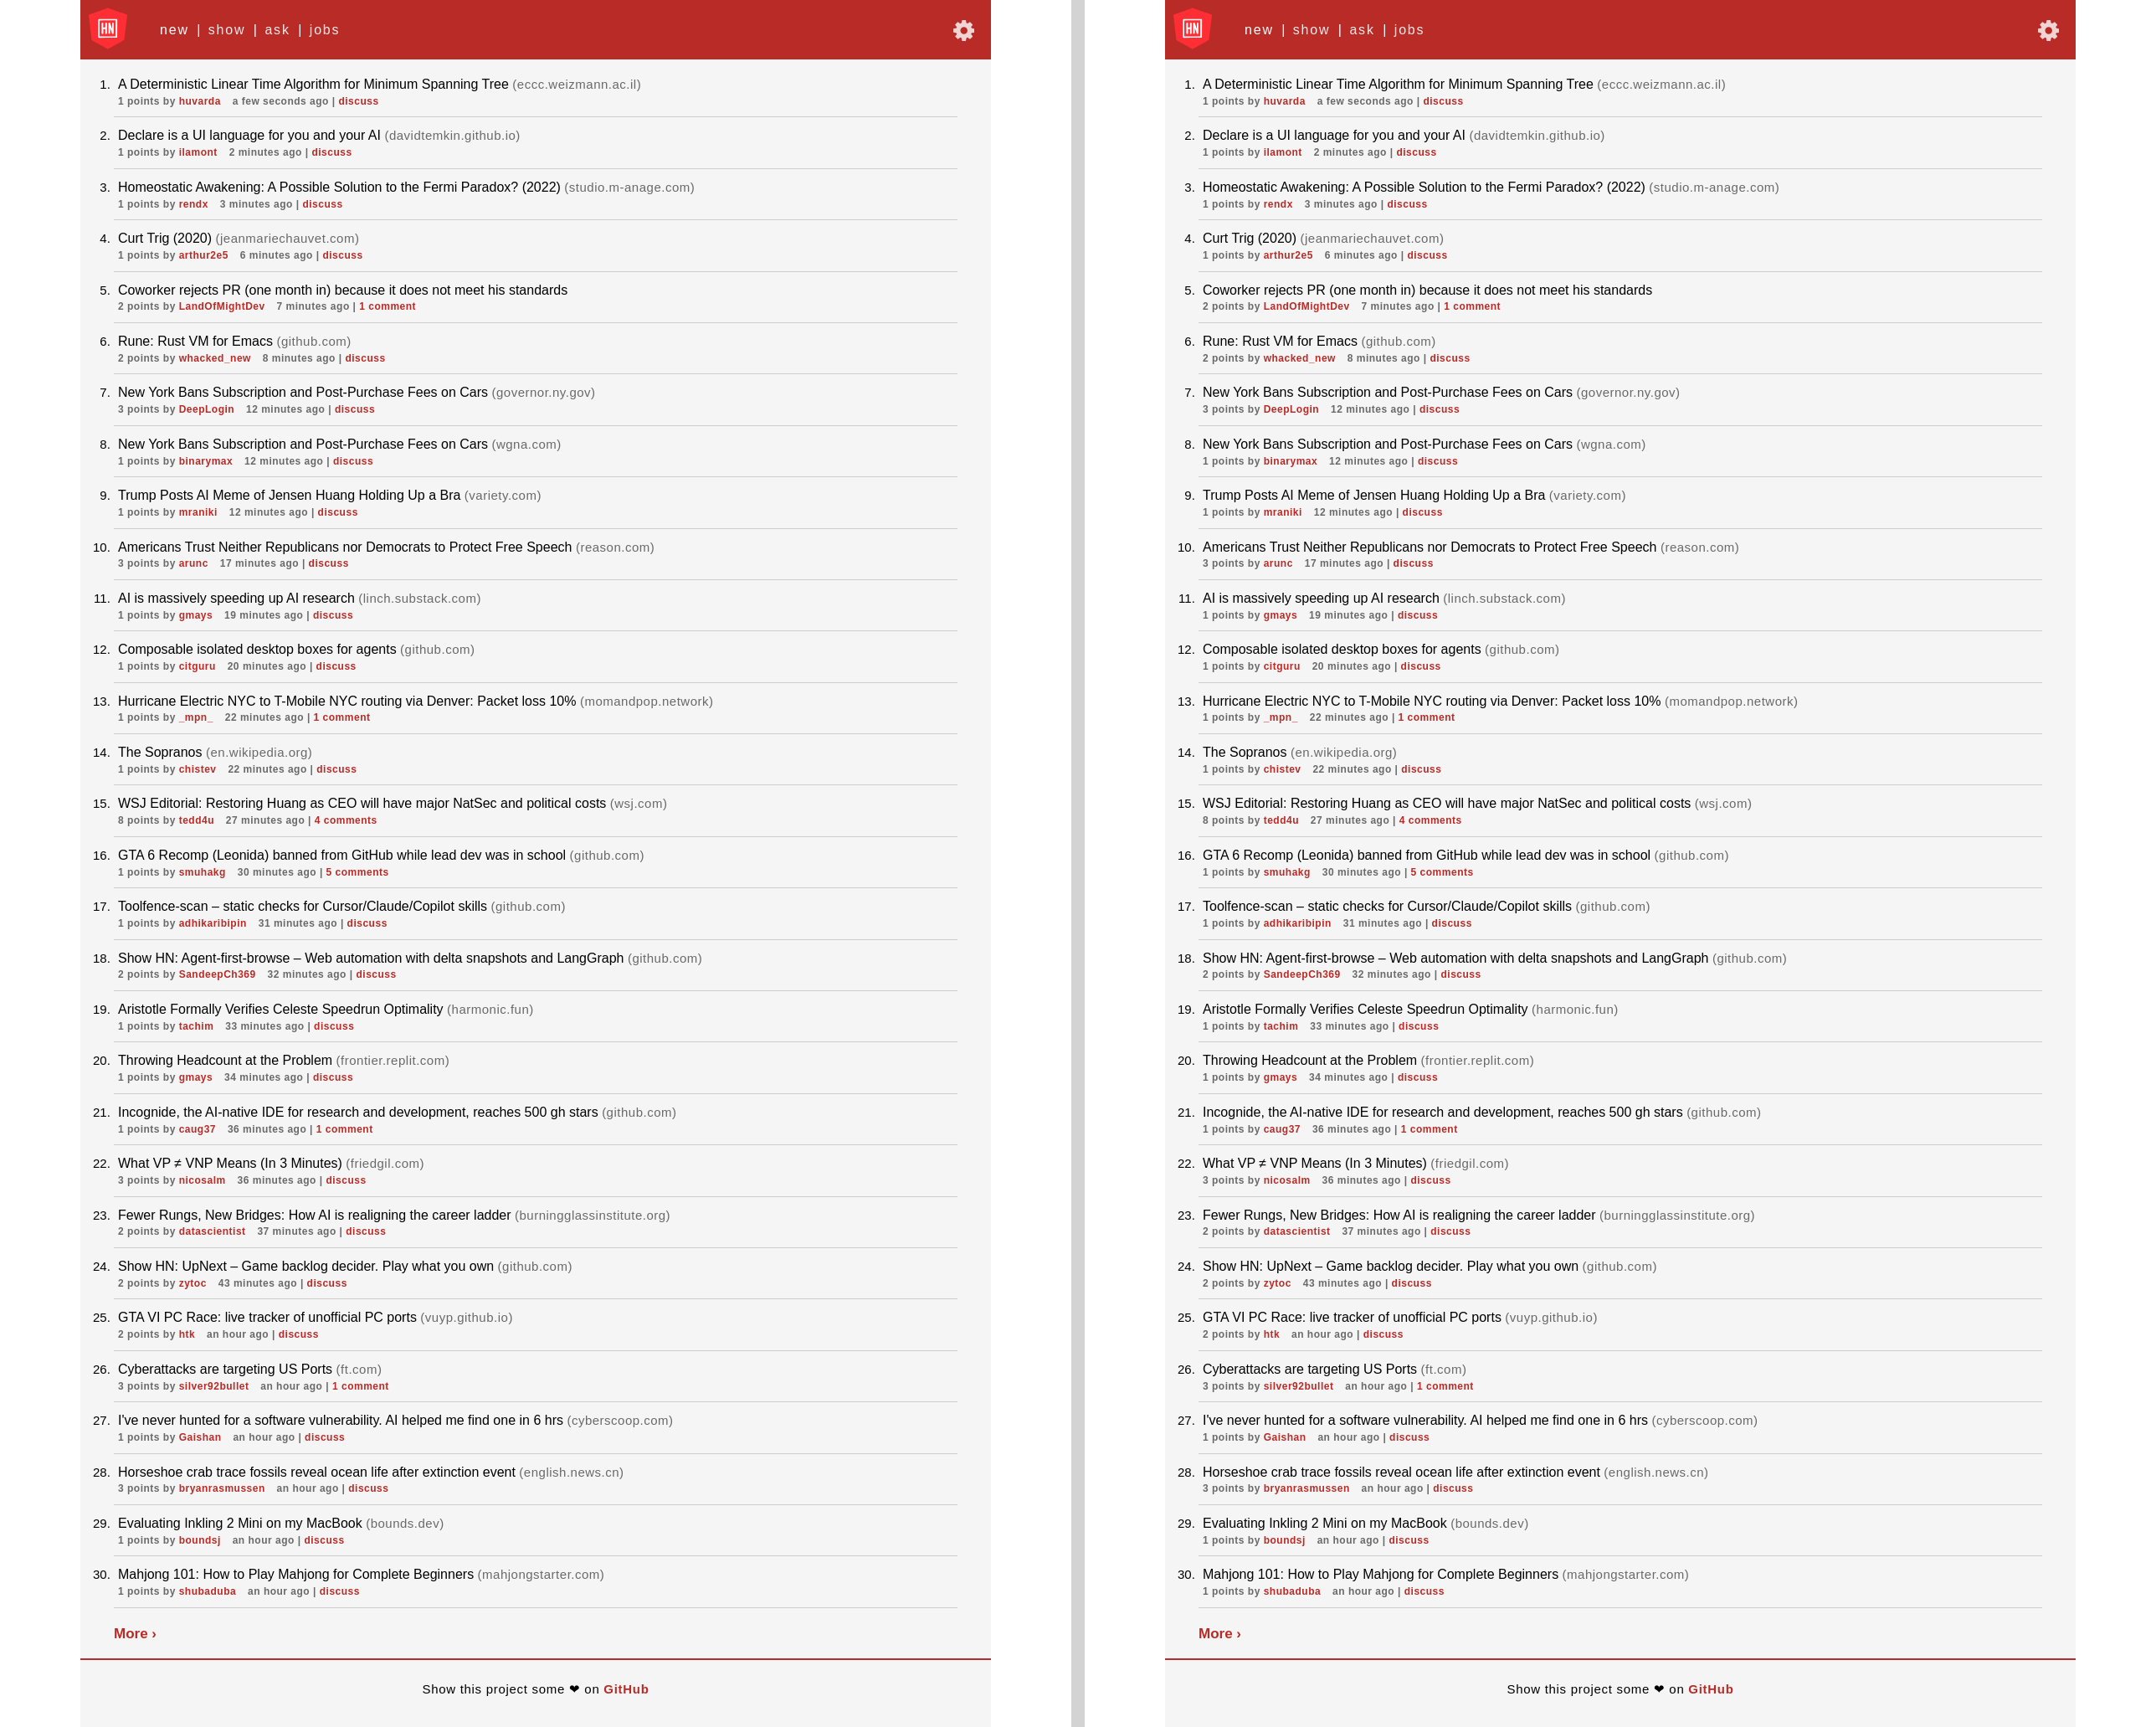 HN new | show | ask | jobs
1. A Deterministic Linear Time Algorithm for Minimum Spanning Tree (eccc.weizmann.ac.il)
1 points by huvarda a few seconds ago | discuss
2. Declare is a UI language for you and your AI (davidtemkin.github.io)
1 points by ilamont 2 minutes ago | discuss
3. Homeostatic Awakening: A Possible Solution to the Fermi Paradox? (2022) (studio.m-anage.com)
1 points by rendx 3 minutes ago | discuss
4. Curt Trig (2020) (jeanmariechauvet.com)
1 points by arthur2e5 6 minutes ago | discuss
5. Coworker rejects PR (one month in) because it does not meet his standards
2 points by LandOfMightDev 7 minutes ago | 1 comment
6. Rune: Rust VM for Emacs (github.com)
2 points by whacked_new 8 minutes ago | discuss
7. New York Bans Subscription and Post-Purchase Fees on Cars (governor.ny.gov)
3 points by DeepLogin 12 minutes ago | discuss
8. New York Bans Subscription and Post-Purchase Fees on Cars (wgna.com)
1 points by binarymax 12 minutes ago | discuss
9. Trump Posts AI Meme of Jensen Huang Holding Up a Bra (variety.com)
1 points by mraniki 12 minutes ago | discuss
10. Americans Trust Neither Republicans nor Democrats to Protect Free Speech (reason.com)
3 points by arunc 17 minutes ago | discuss
11. AI is massively speeding up AI research (linch.substack.com)
1 points by gmays 19 minutes ago | discuss
12. Composable isolated desktop boxes for agents (github.com)
1 points by citguru 20 minutes ago | discuss
13. Hurricane Electric NYC to T-Mobile NYC routing via Denver: Packet loss 10% (momandpop.network)
1 points by _mpn_ 22 minutes ago | 1 comment
14. The Sopranos (en.wikipedia.org)
1 points by chistev 22 minutes ago | discuss
15. WSJ Editorial: Restoring Huang as CEO will have major NatSec and political costs (wsj.com)
8 points by tedd4u 27 minutes ago | 4 comments
16. GTA 6 Recomp (Leonida) banned from GitHub while lead dev was in school (github.com)
1 points by smuhakg 30 minutes ago | 5 comments
17. Toolfence-scan – static checks for Cursor/Claude/Copilot skills (github.com)
1 points by adhikaribipin 31 minutes ago | discuss
18. Show HN: Agent-first-browse – Web automation with delta snapshots and LangGraph (github.com)
2 points by SandeepCh369 32 minutes ago | discuss
19. Aristotle Formally Verifies Celeste Speedrun Optimality (harmonic.fun)
1 points by tachim 33 minutes ago | discuss
20. Throwing Headcount at the Problem (frontier.replit.com)
1 points by gmays 34 minutes ago | discuss
21. Incognide, the AI-native IDE for research and development, reaches 500 gh stars (github.com)
1 points by caug37 36 minutes ago | 1 comment
22. What VP ≠ VNP Means (In 3 Minutes) (friedgil.com)
3 points by nicosalm 36 minutes ago | discuss
23. Fewer Rungs, New Bridges: How AI is realigning the career ladder (burningglassinstitute.org)
2 points by datascientist 37 minutes ago | discuss
24. Show HN: UpNext – Game backlog decider. Play what you own (github.com)
2 points by zytoc 43 minutes ago | discuss
25. GTA VI PC Race: live tracker of unofficial PC ports (vuyp.github.io)
2 points by htk an hour ago | discuss
26. Cyberattacks are targeting US Ports (ft.com)
3 points by silver92bullet an hour ago | 1 comment
27. I've never hunted for a software vulnerability. AI helped me find one in 6 hrs (cyberscoop.com)
1 points by Gaishan an hour ago | discuss
28. Horseshoe crab trace fossils reveal ocean life after extinction event (english.news.cn)
3 points by bryanrasmussen an hour ago | discuss
29. Evaluating Inkling 2 Mini on my MacBook (bounds.dev)
1 points by boundsj an hour ago | discuss
30. Mahjong 101: How to Play Mahjong for Complete Beginners (mahjongstarter.com)
1 points by shubaduba an hour ago | discuss
More ›
Show this project some ❤ on GitHub
HN new | show | ask | jobs
1. A Deterministic Linear Time Algorithm for Minimum Spanning Tree (eccc.weizmann.ac.il)
1 points by huvarda a few seconds ago | discuss
2. Declare is a UI language for you and your AI (davidtemkin.github.io)
1 points by ilamont 2 minutes ago | discuss
3. Homeostatic Awakening: A Possible Solution to the Fermi Paradox? (2022) (studio.m-anage.com)
1 points by rendx 3 minutes ago | discuss
4. Curt Trig (2020) (jeanmariechauvet.com)
1 points by arthur2e5 6 minutes ago | discuss
5. Coworker rejects PR (one month in) because it does not meet his standards
2 points by LandOfMightDev 7 minutes ago | 1 comment
6. Rune: Rust VM for Emacs (github.com)
2 points by whacked_new 8 minutes ago | discuss
7. New York Bans Subscription and Post-Purchase Fees on Cars (governor.ny.gov)
3 points by DeepLogin 12 minutes ago | discuss
8. New York Bans Subscription and Post-Purchase Fees on Cars (wgna.com)
1 points by binarymax 12 minutes ago | discuss
9. Trump Posts AI Meme of Jensen Huang Holding Up a Bra (variety.com)
1 points by mraniki 12 minutes ago | discuss
10. Americans Trust Neither Republicans nor Democrats to Protect Free Speech (reason.com)
3 points by arunc 17 minutes ago | discuss
11. AI is massively speeding up AI research (linch.substack.com)
1 points by gmays 19 minutes ago | discuss
12. Composable isolated desktop boxes for agents (github.com)
1 points by citguru 20 minutes ago | discuss
13. Hurricane Electric NYC to T-Mobile NYC routing via Denver: Packet loss 10% (momandpop.network)
1 points by _mpn_ 22 minutes ago | 1 comment
14. The Sopranos (en.wikipedia.org)
1 points by chistev 22 minutes ago | discuss
15. WSJ Editorial: Restoring Huang as CEO will have major NatSec and political costs (wsj.com)
8 points by tedd4u 27 minutes ago | 4 comments
16. GTA 6 Recomp (Leonida) banned from GitHub while lead dev was in school (github.com)
1 points by smuhakg 30 minutes ago | 5 comments
17. Toolfence-scan – static checks for Cursor/Claude/Copilot skills (github.com)
1 points by adhikaribipin 31 minutes ago | discuss
18. Show HN: Agent-first-browse – Web automation with delta snapshots and LangGraph (github.com)
2 points by SandeepCh369 32 minutes ago | discuss
19. Aristotle Formally Verifies Celeste Speedrun Optimality (harmonic.fun)
1 points by tachim 33 minutes ago | discuss
20. Throwing Headcount at the Problem (frontier.replit.com)
1 points by gmays 34 minutes ago | discuss
21. Incognide, the AI-native IDE for research and development, reaches 500 gh stars (github.com)
1 points by caug37 36 minutes ago | 1 comment
22. What VP ≠ VNP Means (In 3 Minutes) (friedgil.com)
3 points by nicosalm 36 minutes ago | discuss
23. Fewer Rungs, New Bridges: How AI is realigning the career ladder (burningglassinstitute.org)
2 points by datascientist 37 minutes ago | discuss
24. Show HN: UpNext – Game backlog decider. Play what you own (github.com)
2 points by zytoc 43 minutes ago | discuss
25. GTA VI PC Race: live tracker of unofficial PC ports (vuyp.github.io)
2 points by htk an hour ago | discuss
26. Cyberattacks are targeting US Ports (ft.com)
3 points by silver92bullet an hour ago | 1 comment
27. I've never hunted for a software vulnerability. AI helped me find one in 6 hrs (cyberscoop.com)
1 points by Gaishan an hour ago | discuss
28. Horseshoe crab trace fossils reveal ocean life after extinction event (english.news.cn)
3 points by bryanrasmussen an hour ago | discuss
29. Evaluating Inkling 2 Mini on my MacBook (bounds.dev)
1 points by boundsj an hour ago | discuss
30. Mahjong 101: How to Play Mahjong for Complete Beginners (mahjongstarter.com)
1 points by shubaduba an hour ago | discuss
More ›
Show this project some ❤ on GitHub